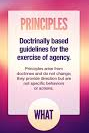 PRINCIPLES
Doctrinally based
guidelines for the
exercise of agency.
Principles arise from
doctrine and do not change;
they provide direction but are
not specific behaviors
or actions.
WHAT